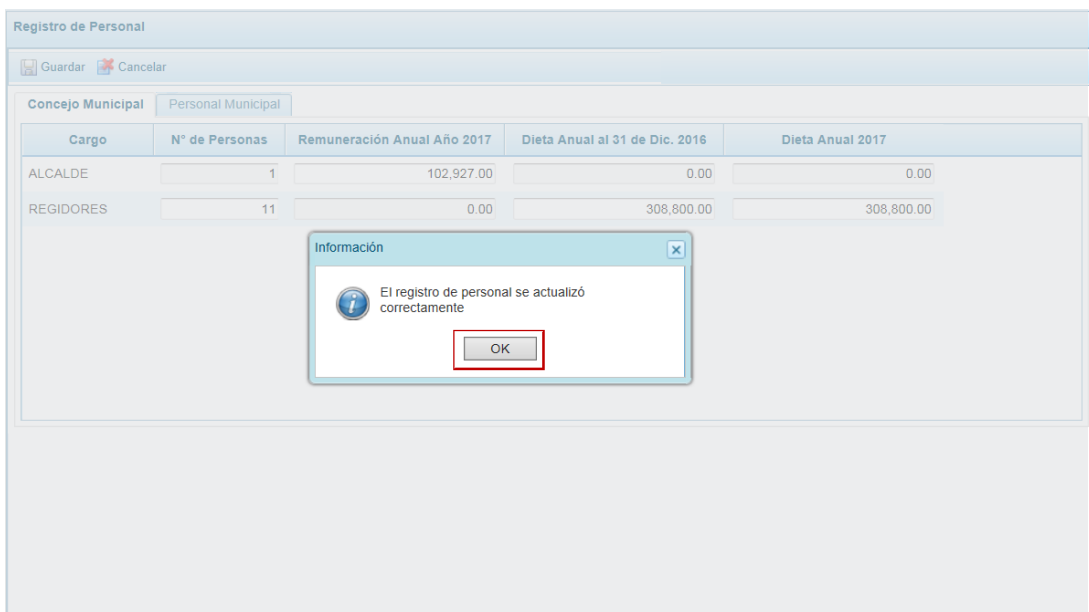 Registro de Personal
Guardar Cancelar
Concejo Municipal Personal Municipal
Cargo N° de Personas Remuneración Anual Año 2017 Dieta Anual al 31 de Dic. 2016 Dieta Anual 2017
ALCALDE 1 102,927.00 0.00 0.00
REGIDORES 11 0.00 308,800.00 308,800.00
Información
El registro de personal se actualizó
correctamente
OK